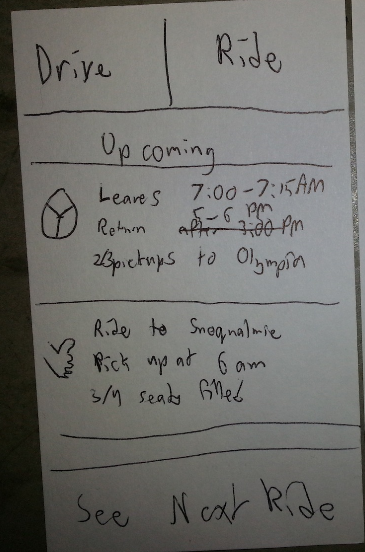 Drive
Ride
Upcoming
Leaves 7:00-7:15AM
5-6 PM
Return after 3:00 PM
2/3 pickups to Olympia
Ride to Snoqualmie
Pick up at 6 am
3/4 seats filled
See Next Ride